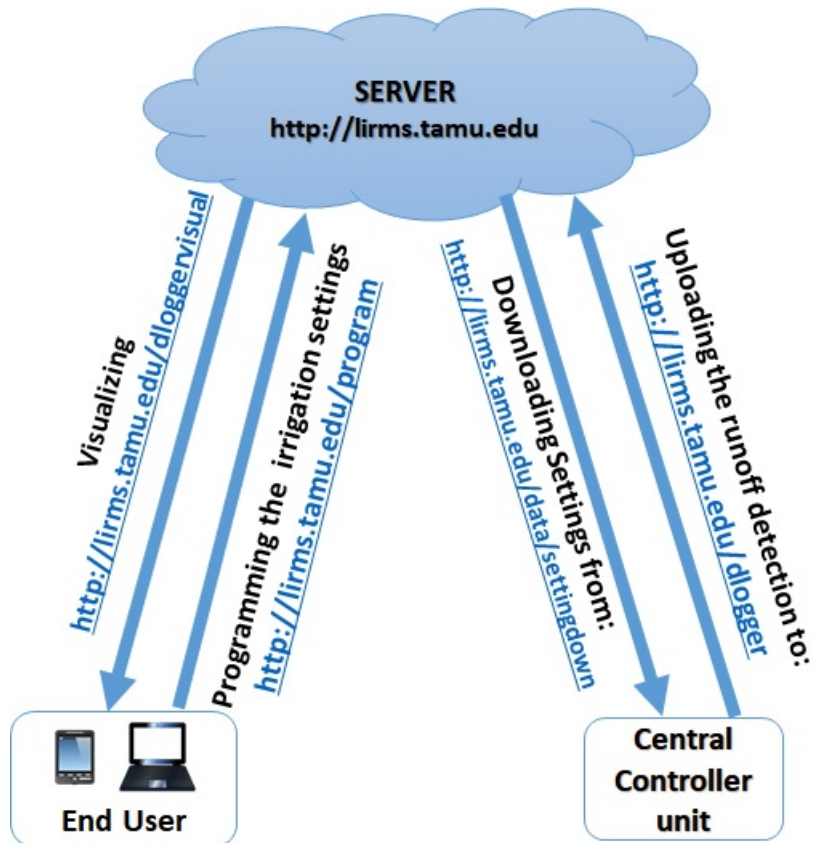 SERVER
http://lirms.tamu.edu
Visualizing
http://lirms.tamu.edu/dloggervisual
Programming the irrigation settings
http://lirms.tamu.edu/program
Downloading Settings from:
http://lirms.tamu.edu/data/settingdown
Uploading the runoff detection to:
http:///lirms.tamu.edu/dlogger
End User
Central
Controller
unit